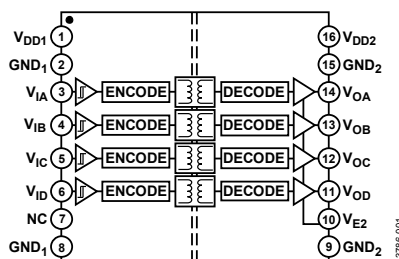 VDD1 1 16 VDD2
GND1 2 15 GND2
VIA 3 ENCODE DECODE 14 VOA
VIB 4 ENCODE DECODE 13 VOB
VIC 5 ENCODE DECODE 12 VOC
VID 6 ENCODE DECODE 11 VOD
NC 7 10 VE2
GND1 8 9 GND2